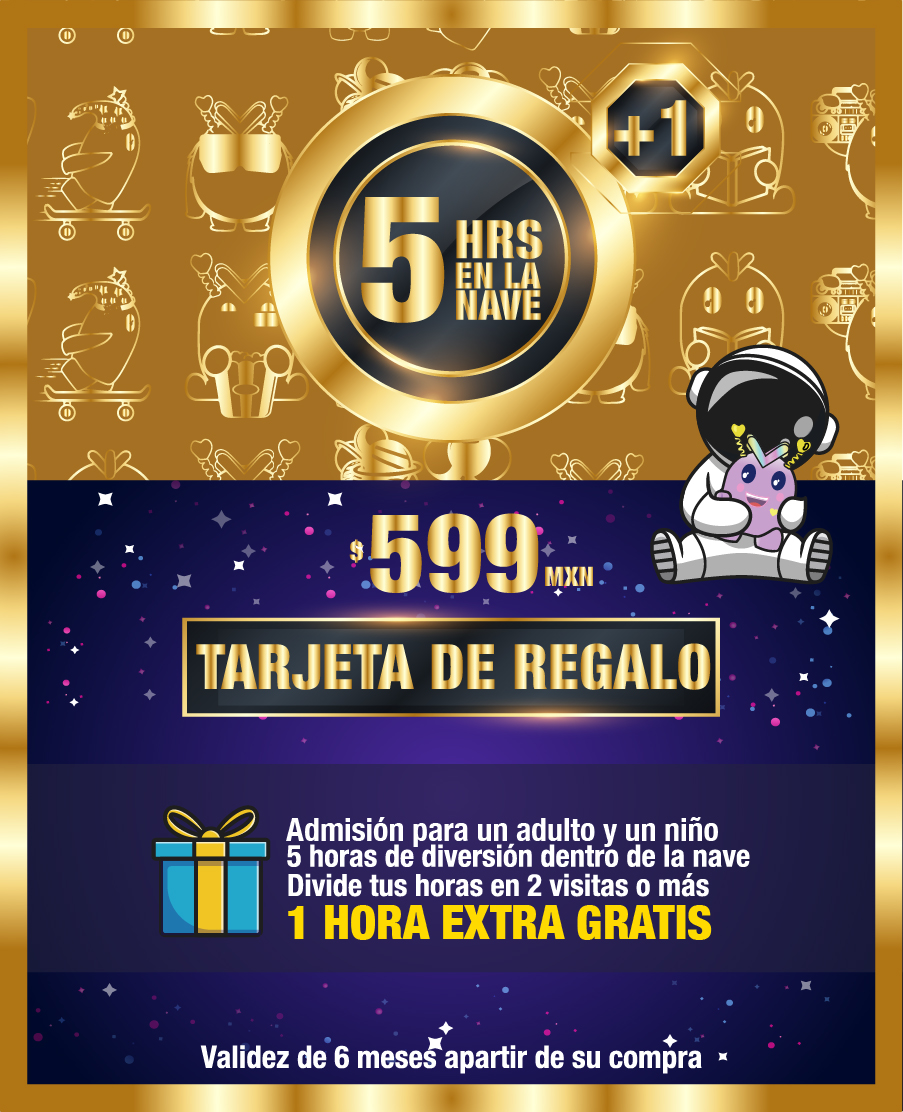 +1
5 HRS
EN LA
NAVE
$599 MXN
TARJETA DE REGALO
Admisión para un adulto y un niño
5 horas de diversión dentro de la nave
Divide tus horas en 2 visitas o más
1 HORA EXTRA GRATIS
Validez de 6 meses apartir de su compra